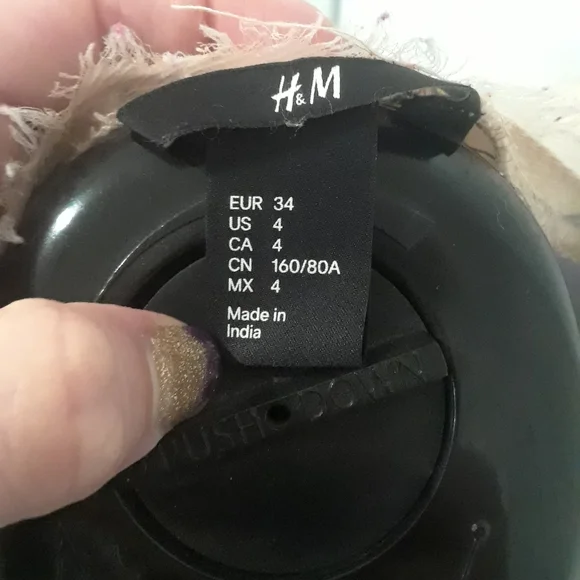 H&M
EUR 34
US 4
CA 4
CN 160/80A
MX 4
Made in
India
PUSH DOWN